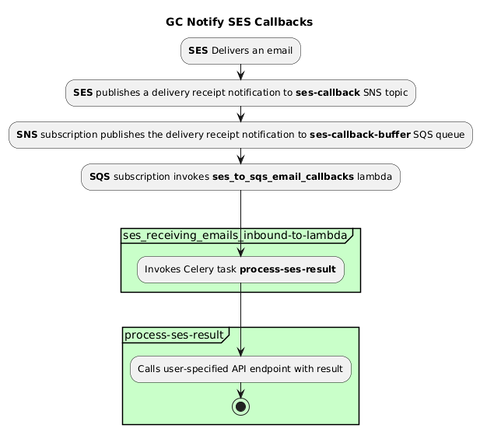 GC Notify SES Callbacks
SES Delivers an email
SES publishes a delivery receipt notification to ses-callback SNS topic
SNS subscription publishes the delivery receipt notification to ses-callback-buffer SQS queue
SQS subscription invokes ses_to_sqs_email_callbacks lambda
ses_receiving_emails_inbound-to-lambda
Invokes Celery task process-ses-result
process-ses-result
Calls user-specified API endpoint with result